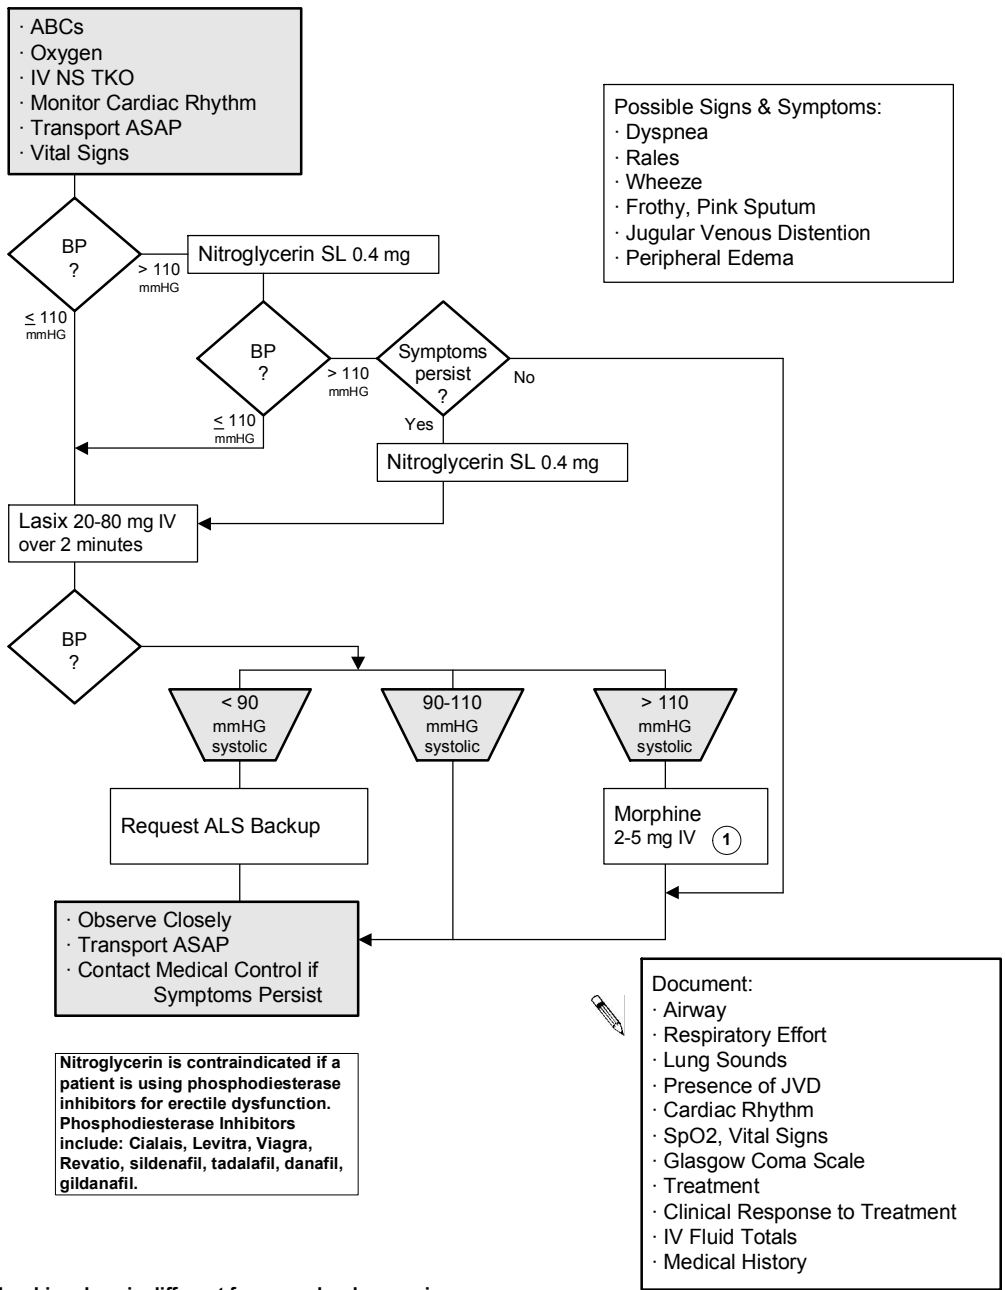 · ABCs
· Oxygen
· IV NS TKO
· Monitor Cardiac Rhythm
· Transport ASAP
· Vital Signs
Possible Signs & Symptoms:
· Dyspnea
· Rales
· Wheeze
· Frothy, Pink Sputum
· Jugular Venous Distention
· Peripheral Edema
BP
?
> 110
mmHG
≤ 110
mmHG
Nitroglycerin SL 0.4 mg
BP
?
> 110
mmHG
≤ 110
mmHG
Symptoms
persist
?
No
Yes
Nitroglycerin SL 0.4 mg
Lasix 20-80 mg IV
over 2 minutes
BP
?
< 90
mmHG
systolic
90-110
mmHG
systolic
> 110
mmHG
systolic
Request ALS Backup
Morphine
2-5 mg IV 1
· Observe Closely
· Transport ASAP
· Contact Medical Control if
Symptoms Persist
Nitroglycerin is contraindicated if a
patient is using phosphodiesterase
inhibitors for erectile dysfunction.
Phosphodiesterase Inhibitors
include: Cialais, Levitra, Viagra,
Revatio, sildenafil, tadalafil, danafil,
gildanafil.
Document:
· Airway
· Respiratory Effort
· Lung Sounds
· Presence of JVD
· Cardiac Rhythm
· SpO2, Vital Signs
· Glasgow Coma Scale
· Treatment
· Clinical Response to Treatment
· IV Fluid Totals
· Medical History